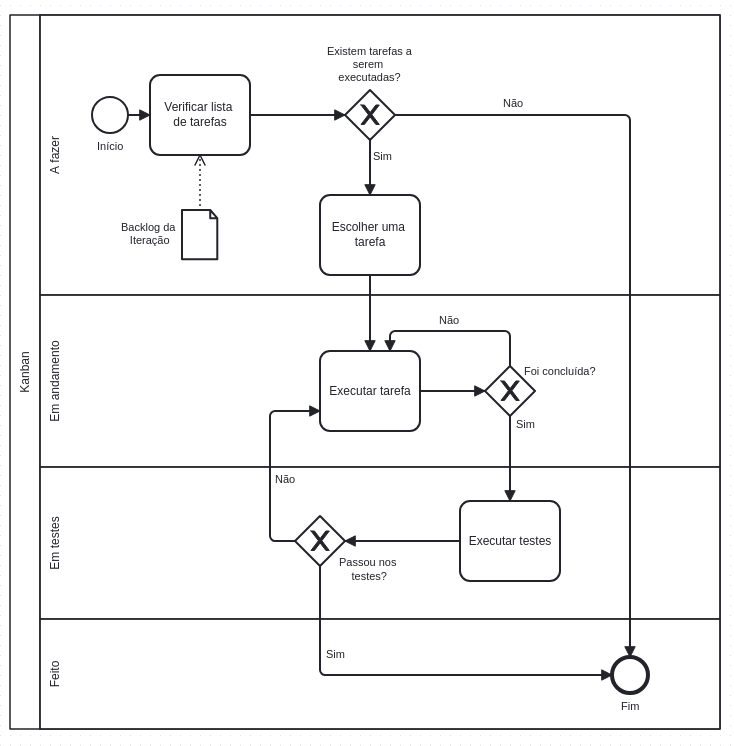 Kanban
A fazer
Início
Verificar lista
de tarefas
Existem tarefas a
serem
executadas?
Não
Sim
Backlog da
Iteração
Escolher uma
tarefa
Em andamento
Não
Executar tarefa
Foi concluída?
Sim
Em testes
Não
Executar testes
Passou nos
testes?
Feito
Sim
Fim